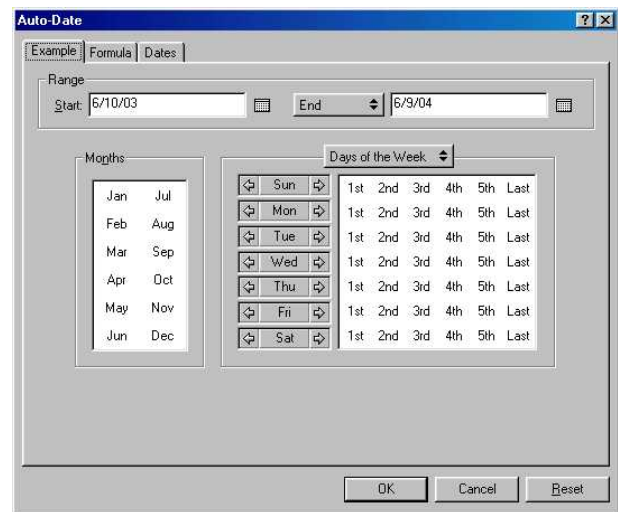 Auto-Date
Example Formula Dates
Range
Start: 6/10/03 End 6/9/04
Months
Days of the Week
Jan Jul
Feb Aug
Mar Sep
Apr Oct
May Nov
Jun Dec
Sun 1st 2nd 3rd 4th 5th Last
Mon 1st 2nd 3rd 4th 5th Last
Tue 1st 2nd 3rd 4th 5th Last
Wed 1st 2nd 3rd 4th 5th Last
Thu 1st 2nd 3rd 4th 5th Last
Fri 1st 2nd 3rd 4th 5th Last
Sat 1st 2nd 3rd 4th 5th Last
OK Cancel Reset